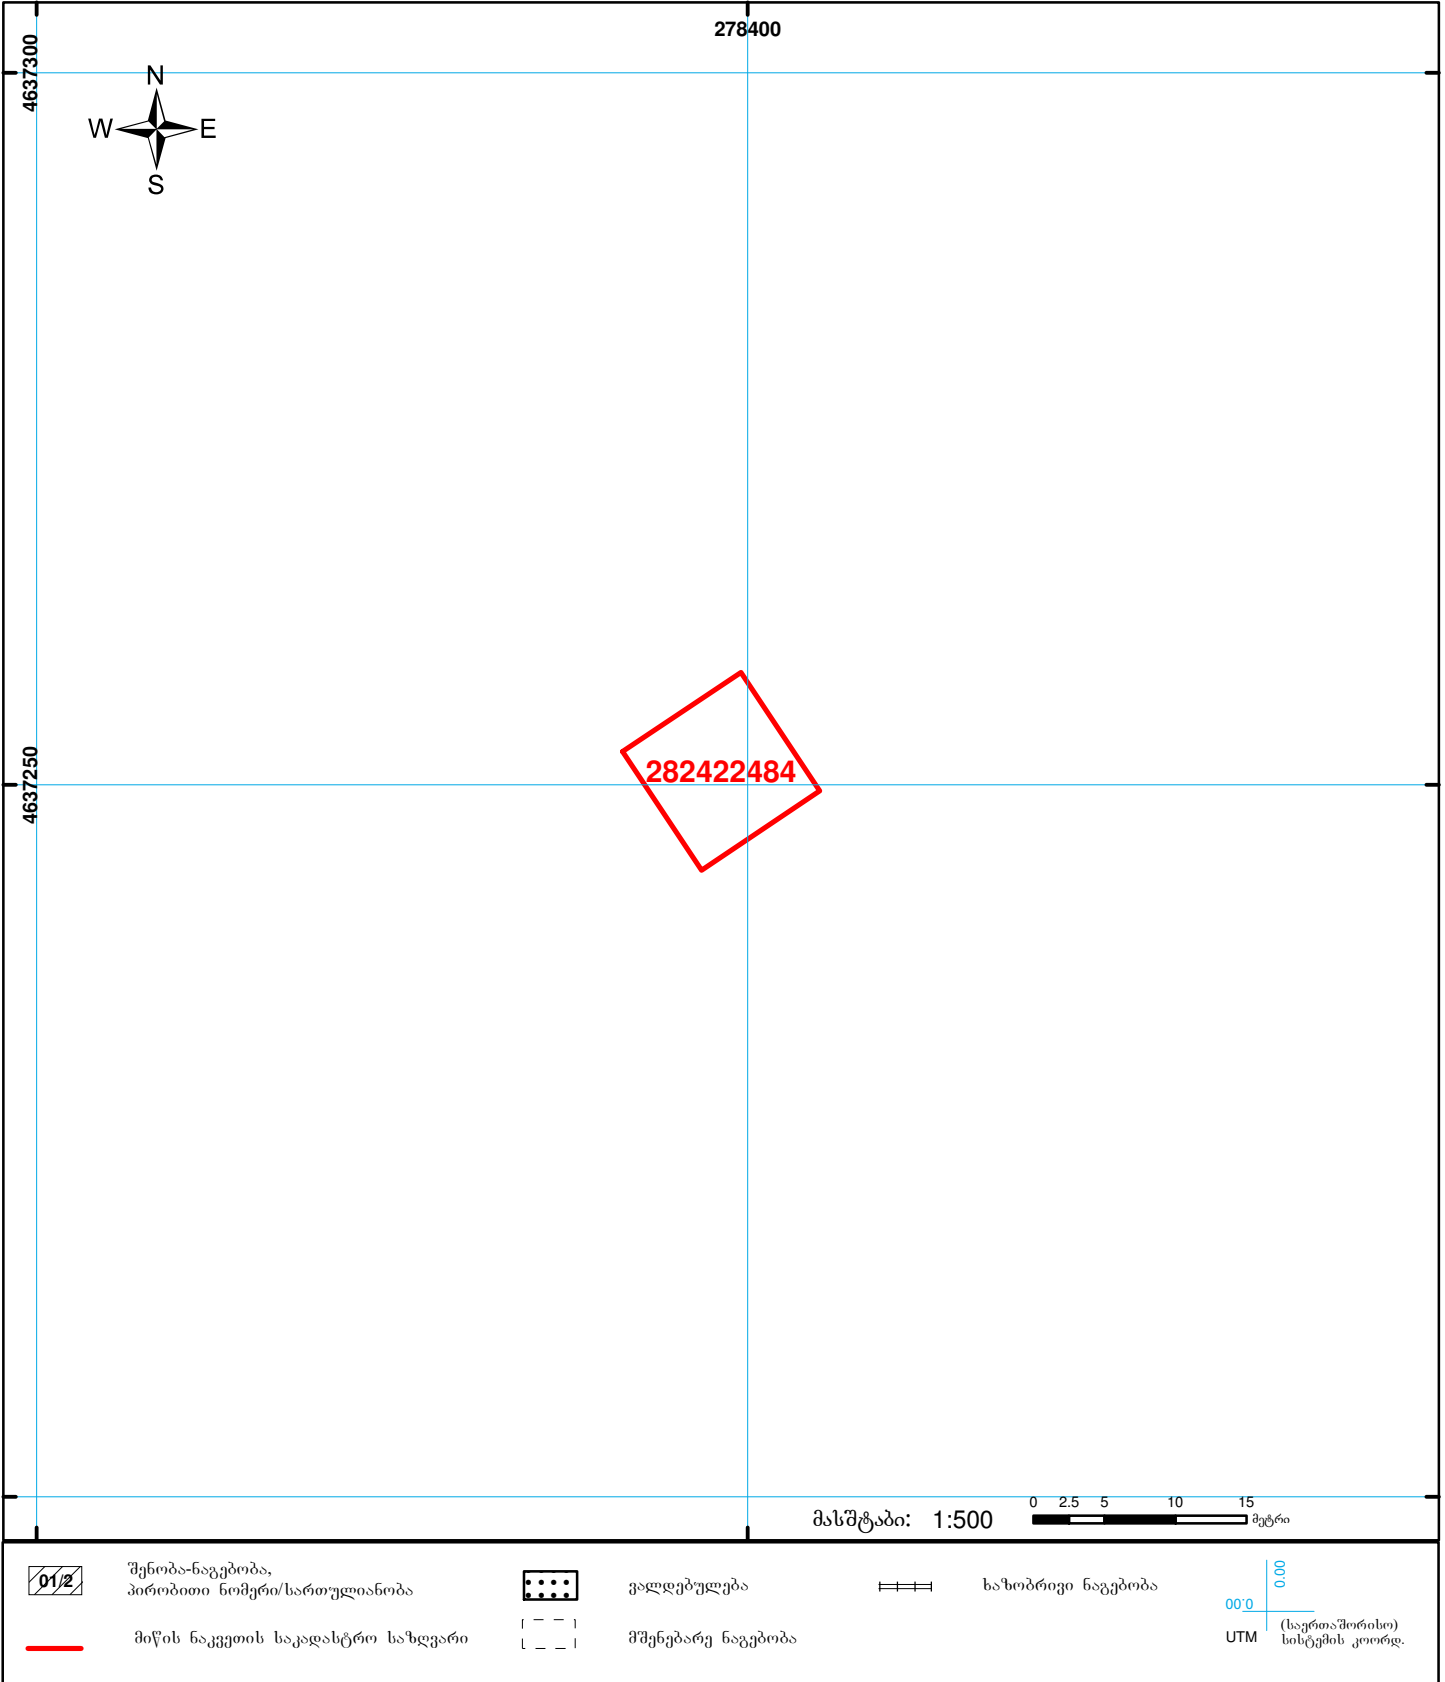 278400
4637300
N
W E
S
282422484
4637250
მასშტაბი: 1:500
0 2.5 5 10 15
მეტრი
01/2
შენობა-ნაგებობა,
პირობითი ნომერი/სართულიანობა
ვალდებულება
ხაზობრივი ნაგებობა
მიწის ნაკვეთის საკადასტრო საზღვარი
მშენებარე ნაგებობა
0.00
0.00
UTM
(საერთაშორისო)
სისტემის კოორდ.